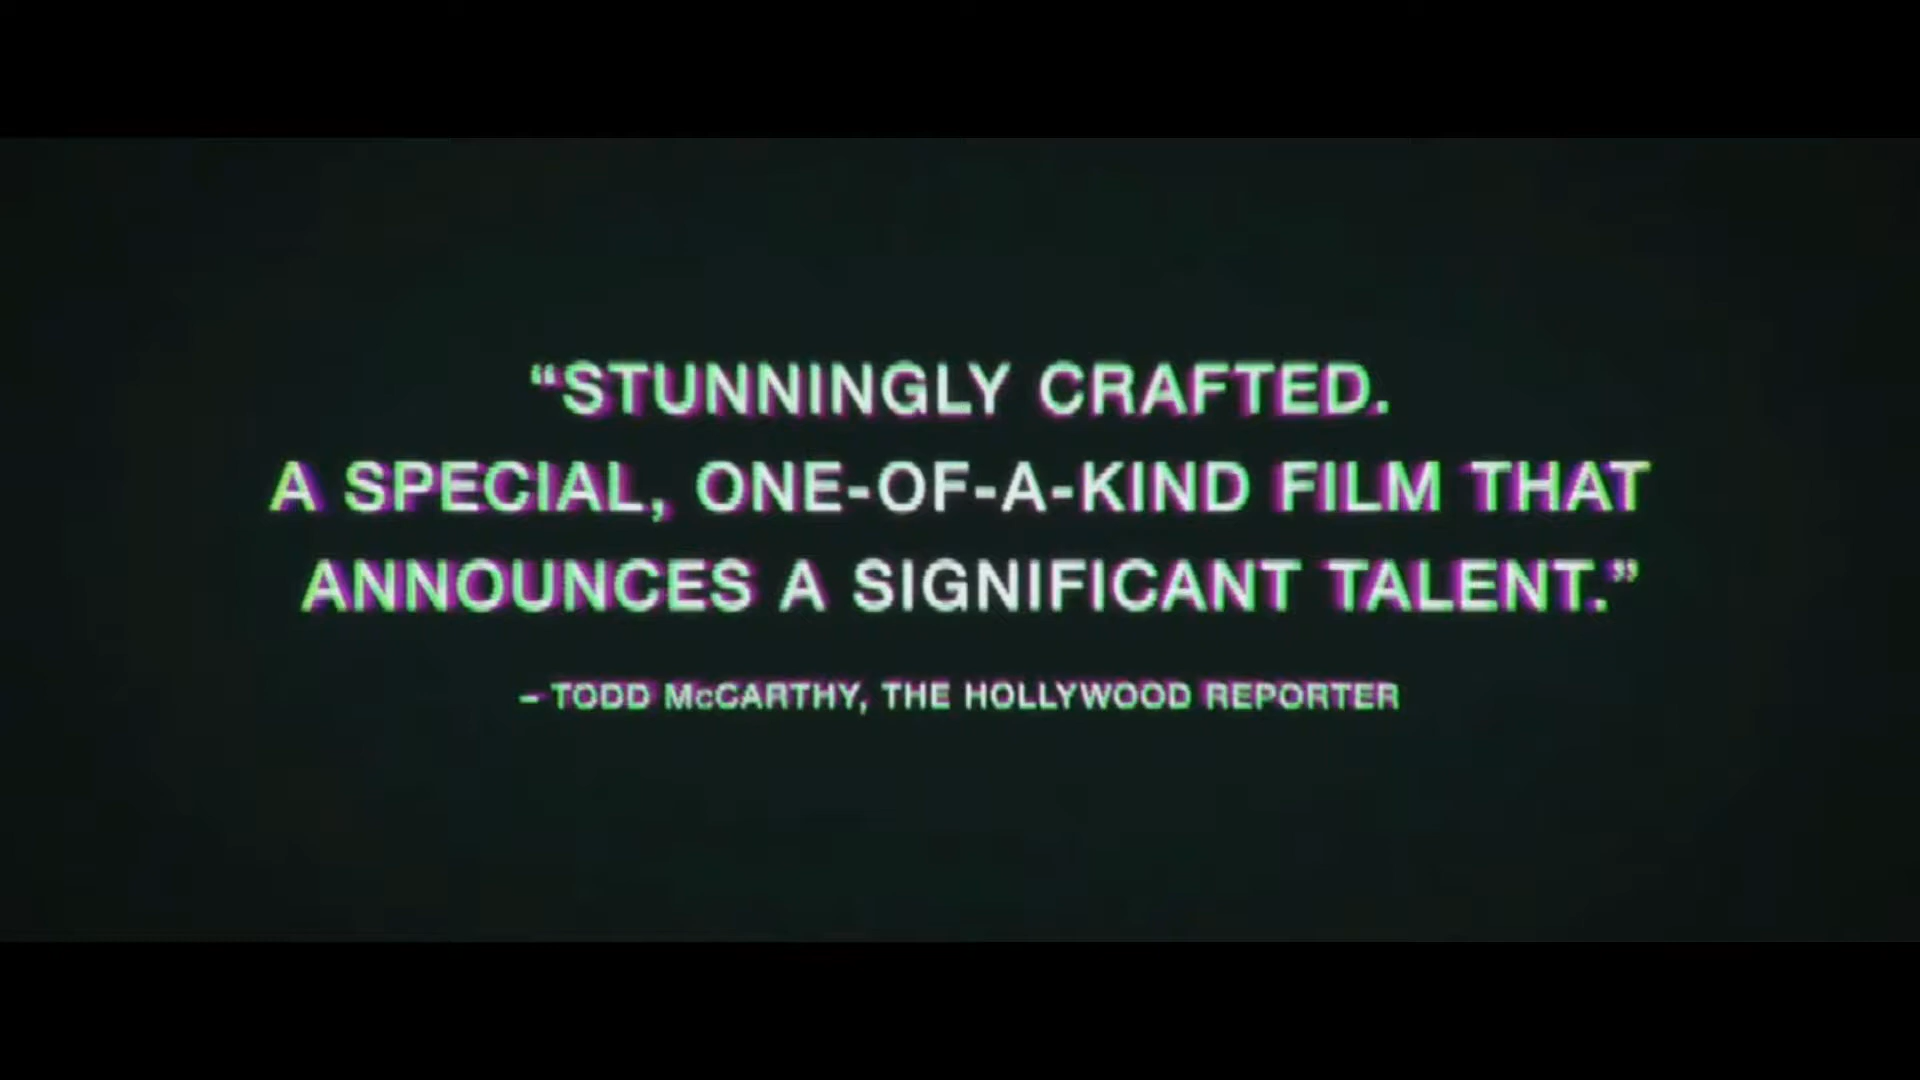 “STUNNINGLY CRAFTED.
A SPECIAL, ONE-OF-A-KIND FILM THAT
ANNOUNCES A SIGNIFICANT TALENT.”
– TODD McCARTHY, THE HOLLYWOOD REPORTER